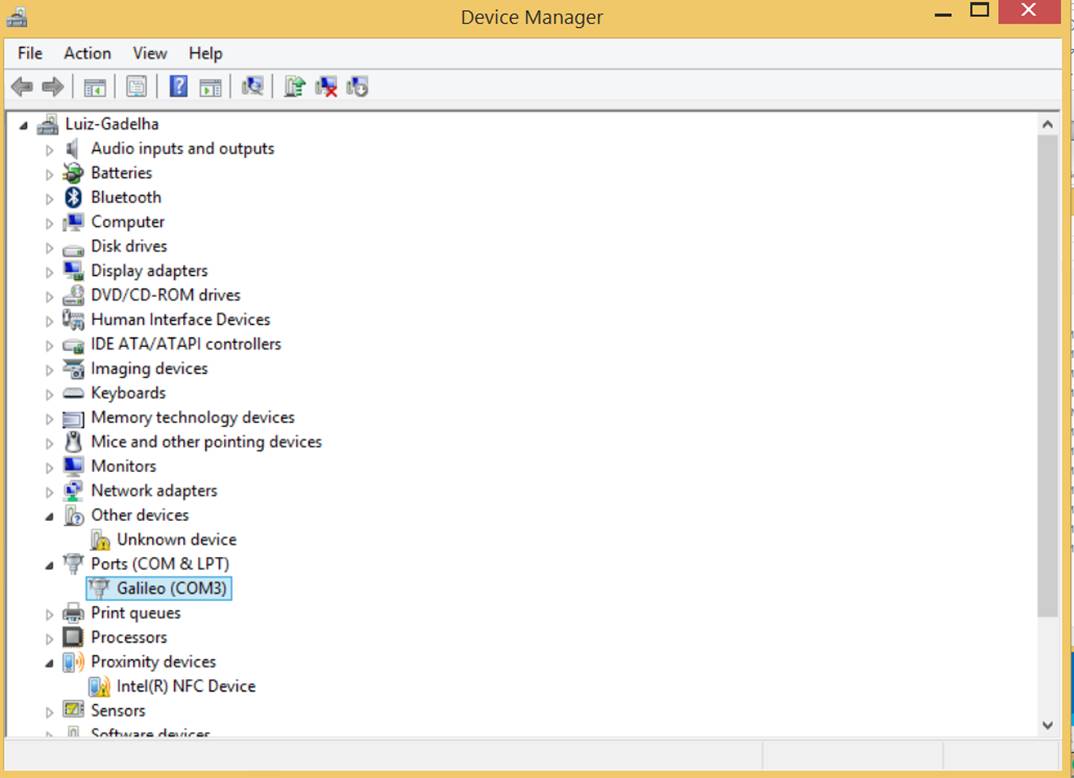 Device Manager
File Action View Help
Luiz-Gadelha
Audio inputs and outputs
Batteries
Bluetooth
Computer
Disk drives
Display adapters
DVD/CD-ROM drives
Human Interface Devices
IDE ATA/ATAPI controllers
Imaging devices
Keyboards
Memory technology devices
Mice and other pointing devices
Monitors
Network adapters
Other devices
Unknown device
Ports (COM & LPT)
Galileo (COM3)
Print queues
Processors
Proximity devices
Intel(R) NFC Device
Sensors
Software devices